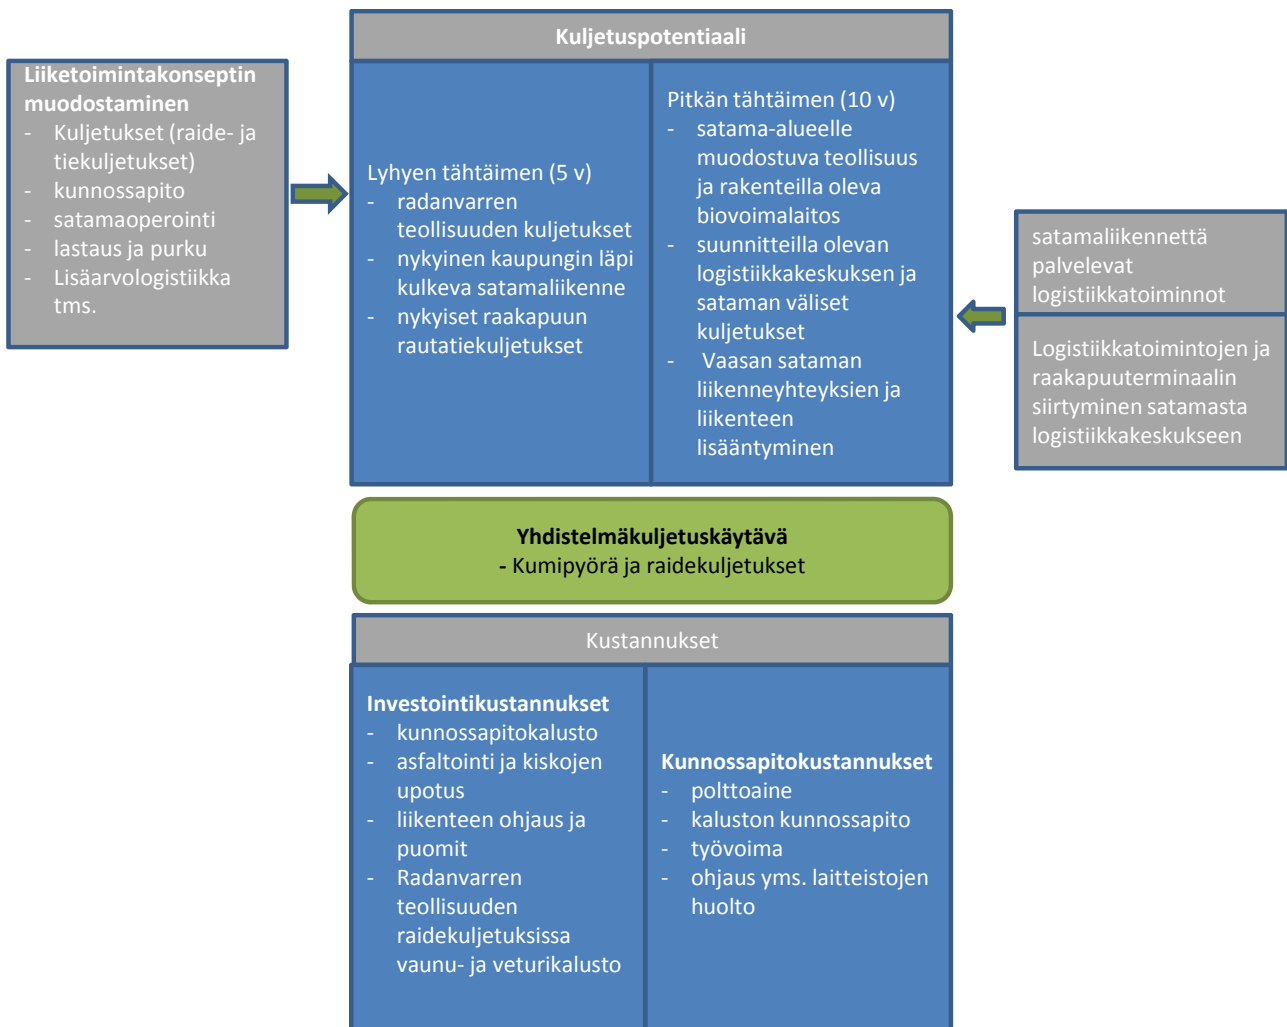 Liiketoimintakonseptin
muodostaminen
- Kuljetukset (raide- ja
tiekuljetukset)
- kunnossapito
- satamaoperointi
- lastaus ja purku
- Lisäarvologistiikka
tms.
Kuljetuspotentiaali
Lyhyen tähtäimen (5 v)
- radanvarren
teollisuuden kuljetukset
- nykyinen kaupungin läpi
kulkeva satamaliikenne
- nykyiset raakapuun
rautatiekuljetukset
Pitkän tähtäimen (10 v)
- satama-alueelle
muodostuva teollisuus
ja rakenteilla oleva
biovoimalaitos
- suunnitteilla olevan
logistiikkakeskuksen ja
sataman väliset
kuljetukset
- Vaasan sataman
liikenneyhteyksien ja
liikenteen
lisääntyminen
satamaliikennettä
palvelevat
logistiikkatoiminnot
Logistiikkatoimintojen ja
raakapuuterminaalin
siirtyminen satamasta
logistiikkakeskukseen
Yhdistelmäkuljetuskäytävä
- Kumipyörä ja raidekuljetukset
Kustannukset
Investointikustannukset
- kunnossapitokalusto
- asfaltointi ja kiskojen
upotus
- liikenteen ohjaus ja
puomit
- Radanvarren
teollisuuden
raidekuljetuksissa
vaunu- ja veturikalusto
Kunnossapitokustannukset
- polttoaine
- kaluston kunnossapito
- työvoima
- ohjaus yms. laitteistojen
huolto